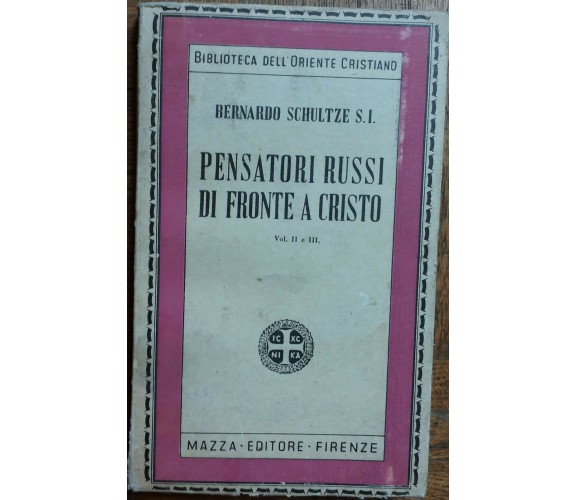 BIBLIOTECA DELL'ORIENTE CRISTIANO
BERNARDO SCHULTZE S.I.
PENSATORI RUSSI
DI FRONTE A CRISTO
Vol. II e III.
IC XC
NI KA
MAZZA · EDITORE · FIRENZE